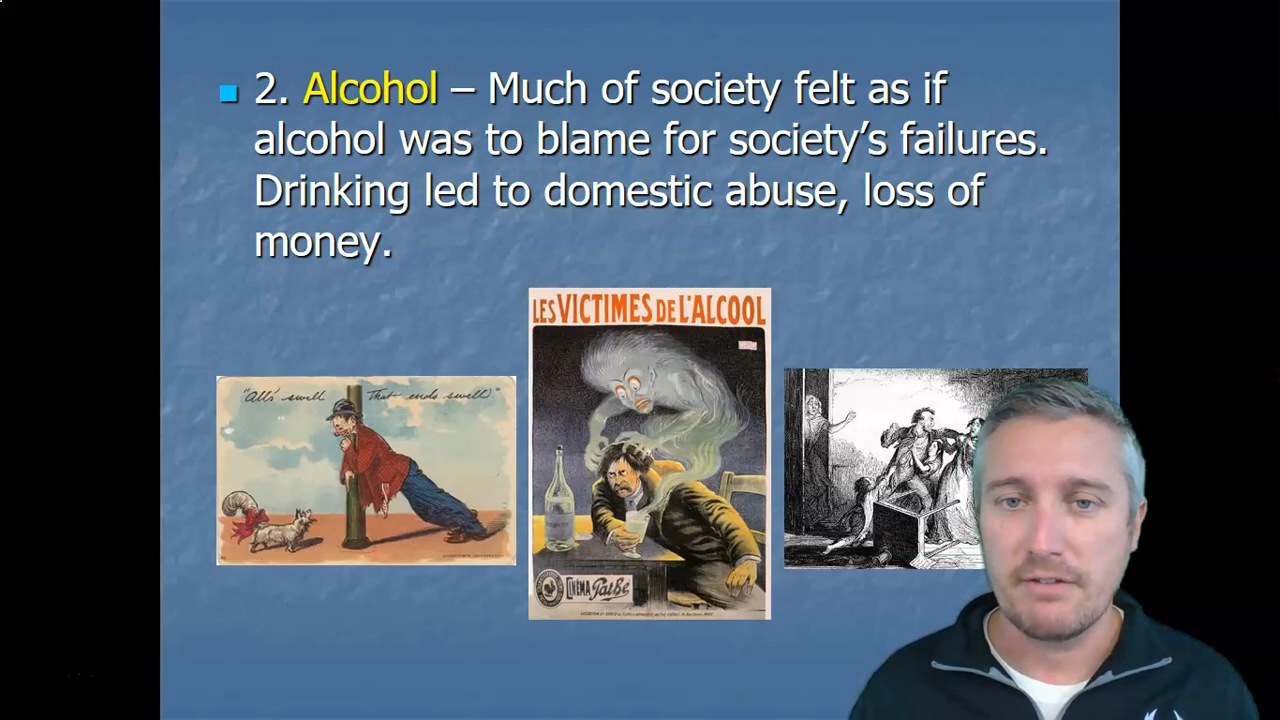 2. Alcohol – Much of society felt as if
alcohol was to blame for society's failures.
Drinking led to domestic abuse, loss of
money.
"All's swell That ends swell."
LES VICTIMES DE L'ALCOOL
CINEMA Pathé